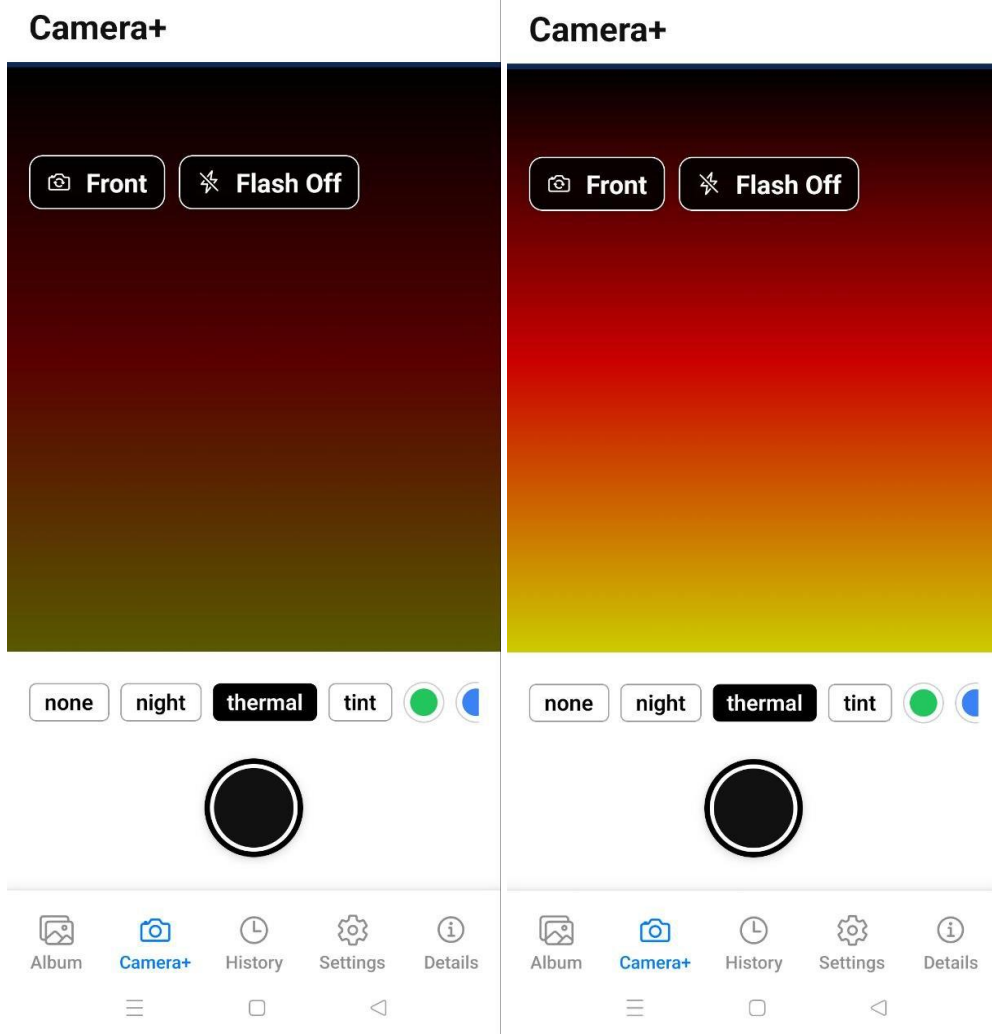 Camera+
Front
Flash Off
none
night
thermal
tint
Album
Camera+
History
Settings
Details
Camera+
Front
Flash Off
none
night
thermal
tint
Album
Camera+
History
Settings
Details